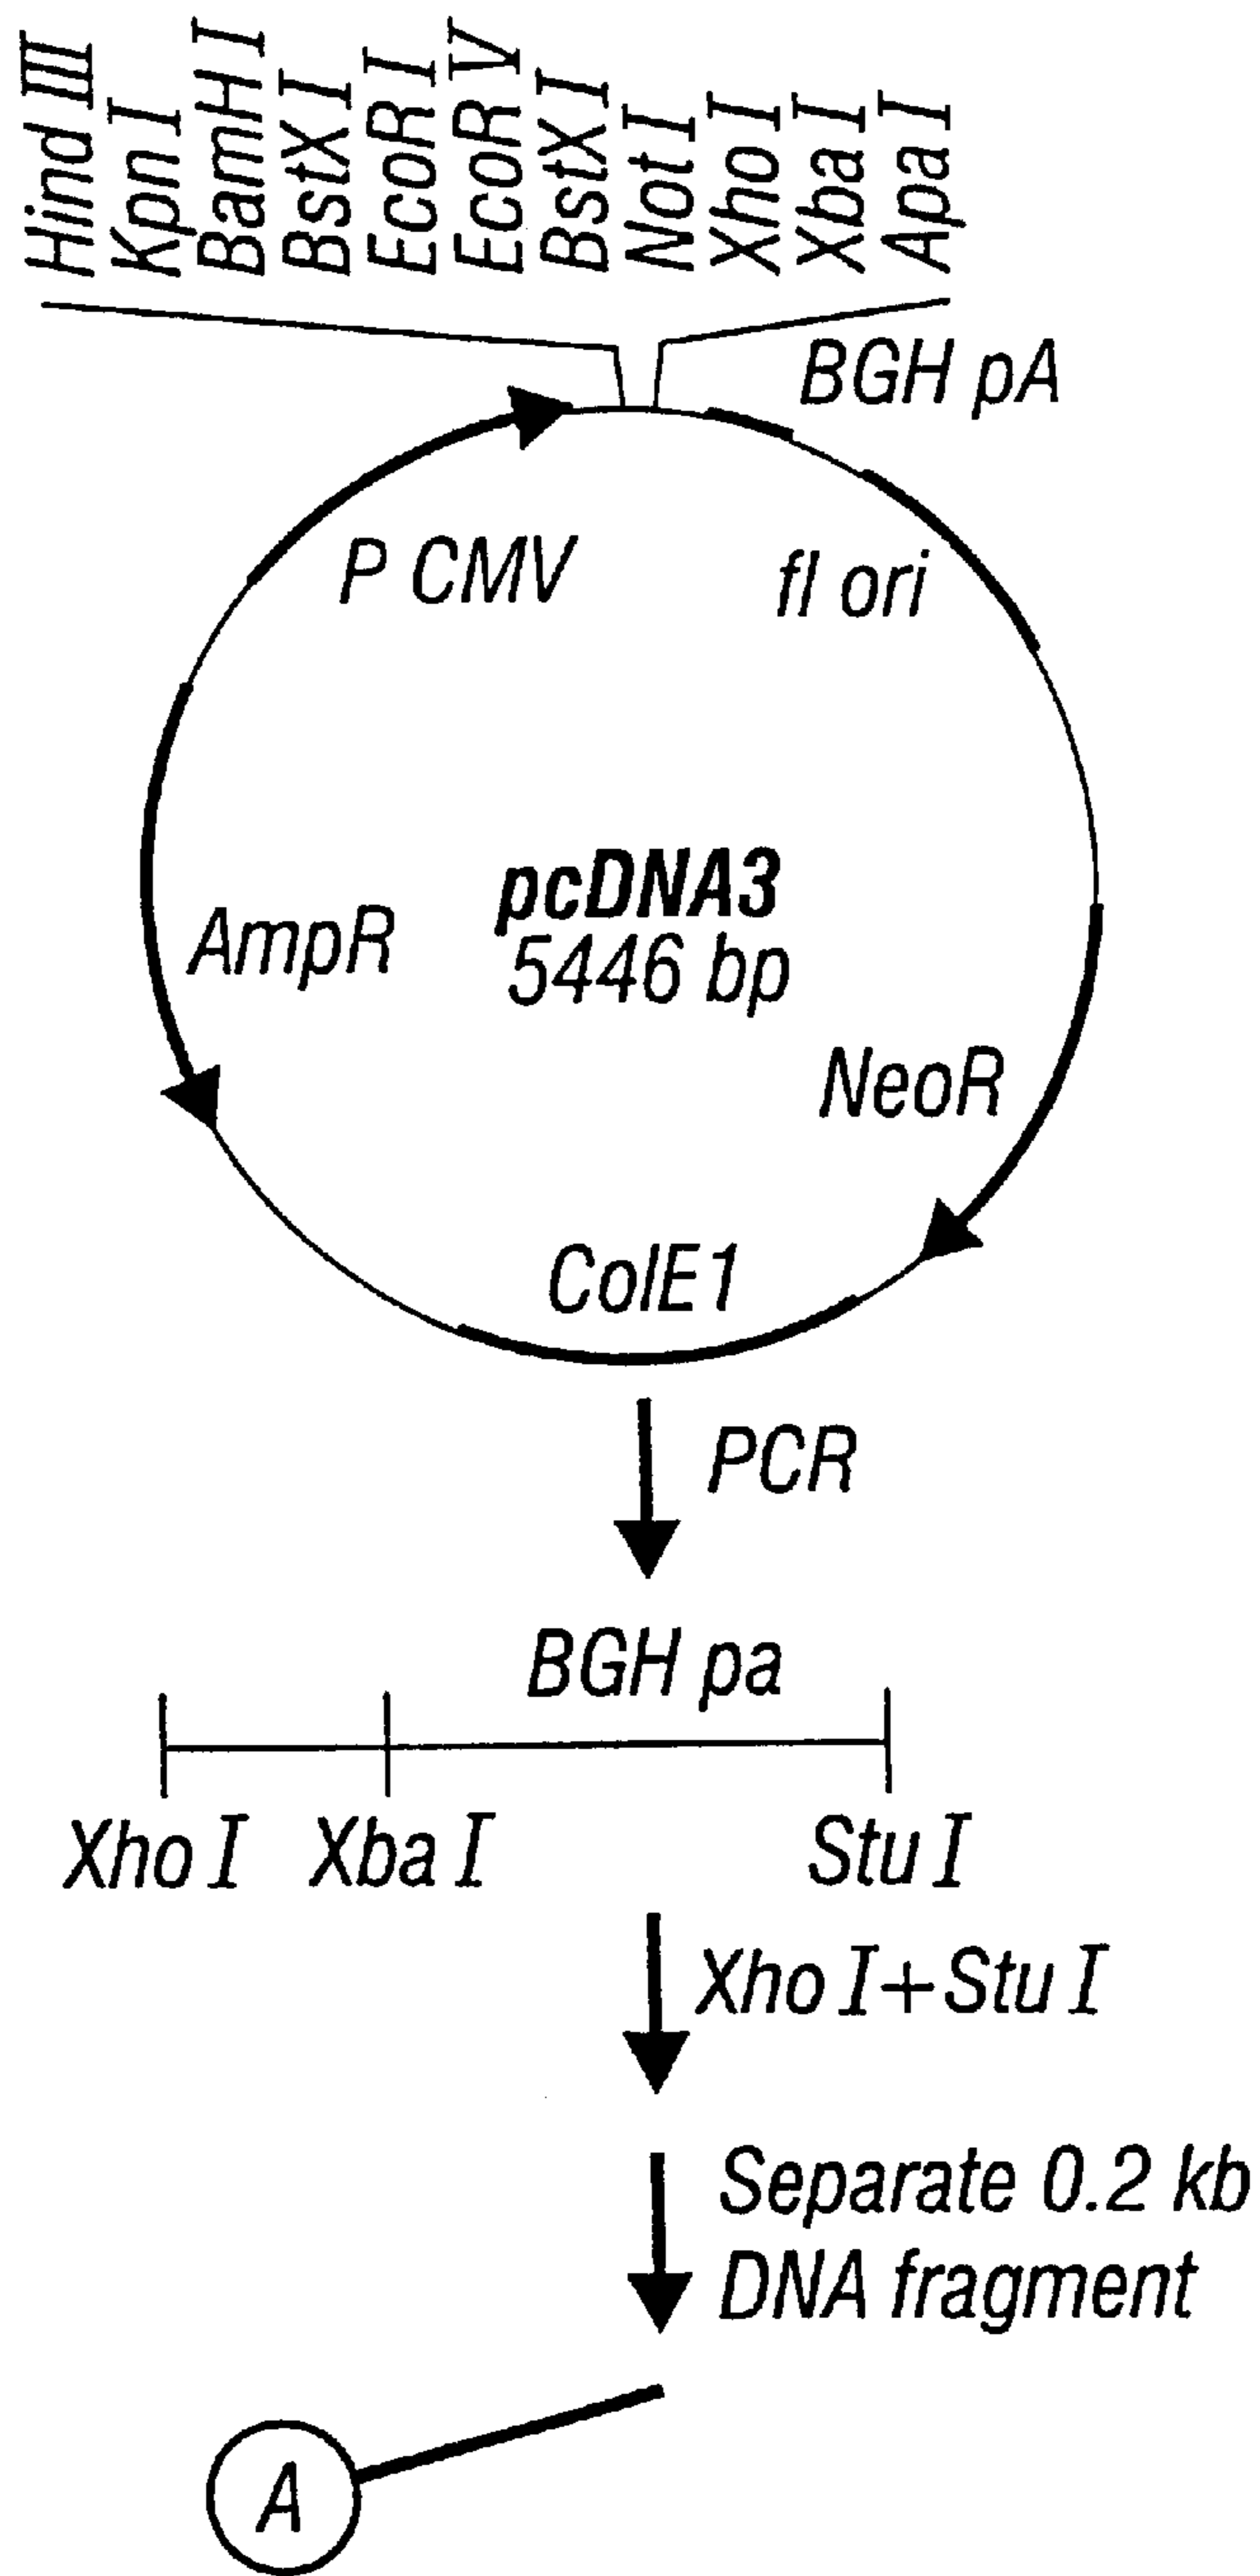 Hind III
Kpn I
BamH I
BstX I
EcoR I
EcoR V
BstX I
Not I
Xho I
Xba I
Apa I
BGH pA
P CMV
fl ori
pcDNA3
5446 bp
AmpR
NeoR
ColE1
PCR
BGH pa
Xho I
Xba I
Stu I
Xho I+Stu I
Separate 0.2 kb
DNA fragment
A